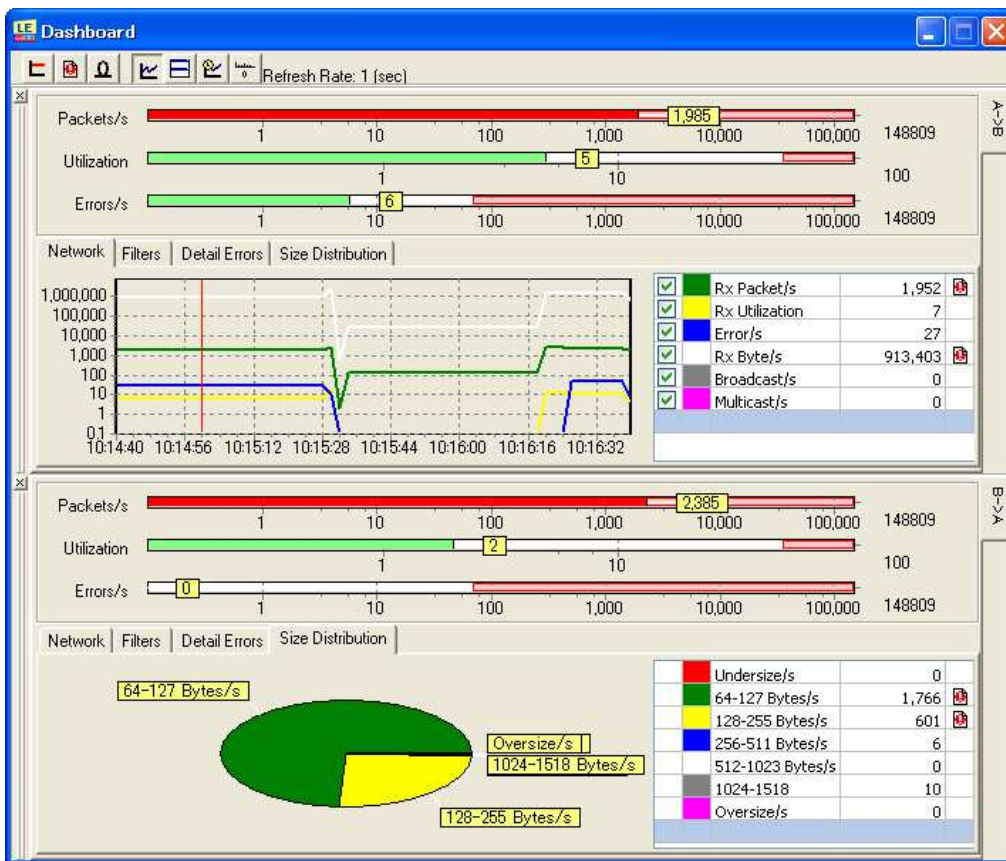 LE Dashboard
Refresh Rate: 1 (sec)
A->B
Packets/s 1,985
1 10 100 1,000 10,000 100,000 148809
Utilization 5
1 10 100
Errors/s 6
1 10 100 1,000 10,000 100,000 148809
Network Filters Detail Errors Size Distribution
1,000,000
100,000
10,000
1,000
100
10
1
0.1
10:14:40 10:14:56 10:15:12 10:15:28 10:15:44 10:16:00 10:16:16 10:16:32
Rx Packet/s 1,952
Rx Utilization 7
Error/s 27
Rx Byte/s 913,403
Broadcast/s 0
Multicast/s 0
B->A
Packets/s 2,385
1 10 100 1,000 10,000 100,000 148809
Utilization 2
1 10 100
Errors/s 0
1 10 100 1,000 10,000 100,000 148809
Network Filters Detail Errors Size Distribution
64-127 Bytes/s
Oversize/s
1024-1518 Bytes/s
128-255 Bytes/s
Undersize/s 0
64-127 Bytes/s 1,766
128-255 Bytes/s 601
256-511 Bytes/s 6
512-1023 Bytes/s 0
1024-1518 10
Oversize/s 0